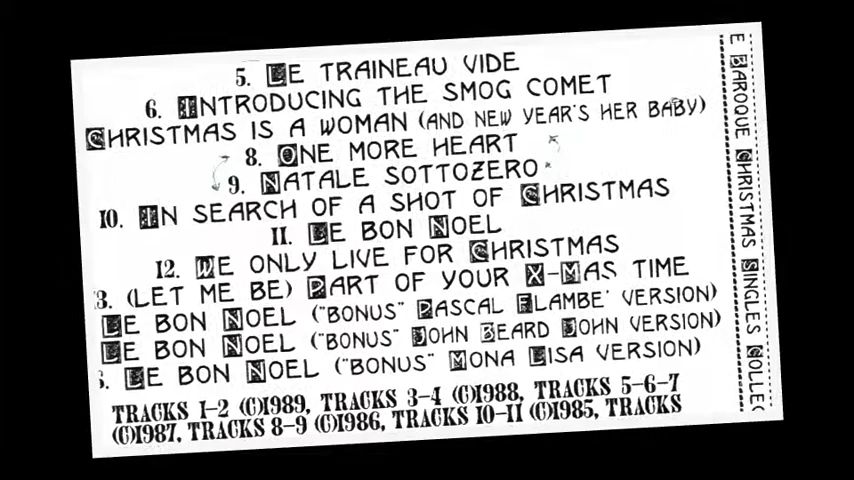 5. LE TRAINEAU VIDE
6. INTRODUCING THE SMOG COMET
CHRISTMAS IS A WOMAN (AND NEW YEAR'S HER BABY)
8. ONE MORE HEART
9. NATALE SOTTOZERO
10. IN SEARCH OF A SHOT OF CHRISTMAS
11. LE BON NOEL
12. WE ONLY LIVE FOR CHRISTMAS
3. (LET ME BE) PART OF YOUR X-MAS TIME
LE BON NOEL ("BONUS" PASCAL FLAMBE' VERSION)
LE BON NOEL ("BONUS" JOHN BEARD JOHN VERSION)
. LE BON NOEL ("BONUS" MONA LISA VERSION)
TRACKS 1-2 (C)1989, TRACKS 3-4 (C)1988, TRACKS 5-6-7
(C)1987, TRACKS 8-9 (C)1986, TRACKS 10-11 (C)1985, TRACKS
E BAROQUE CHRISTMAS SINGLES COLLEC